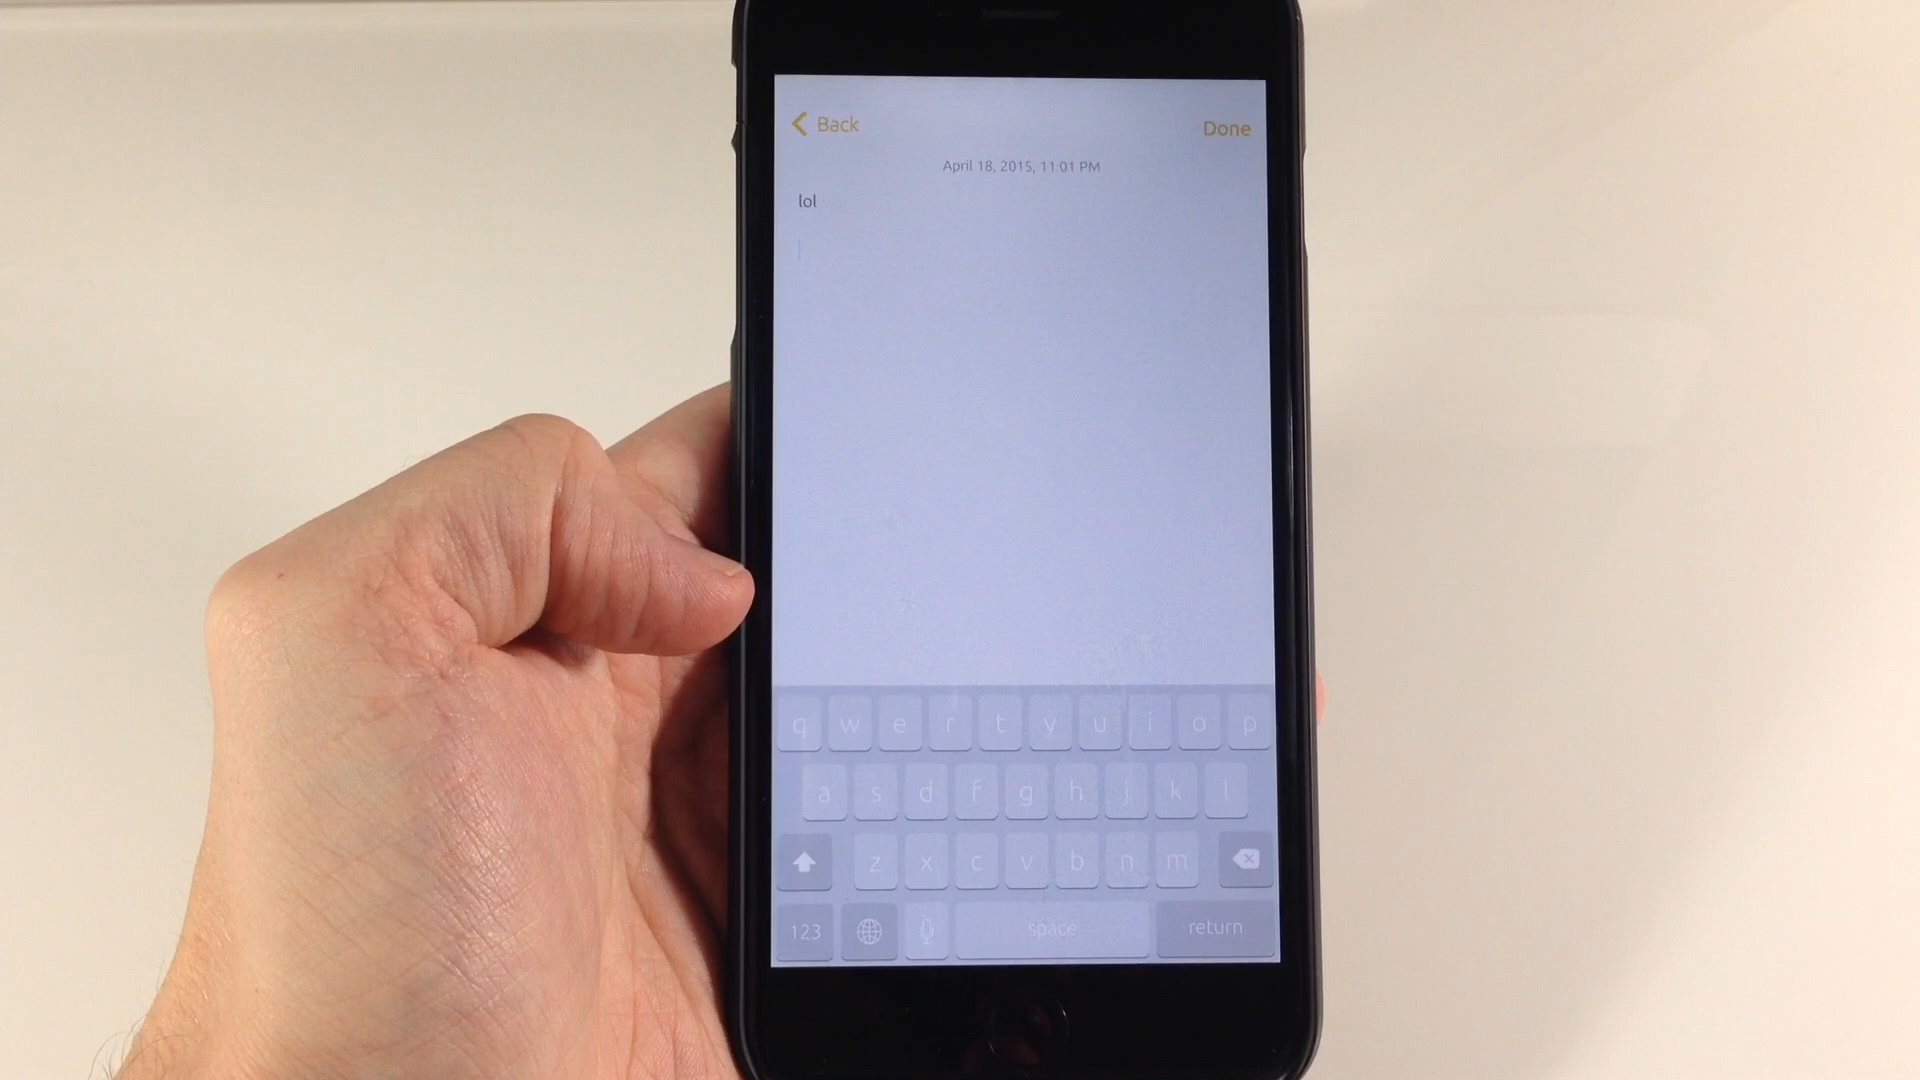 Back Done
April 18, 2015, 11:01 PM
lol
q w e r t y u i o p
a s d f g h j k l
z x c v b n m
123 space return